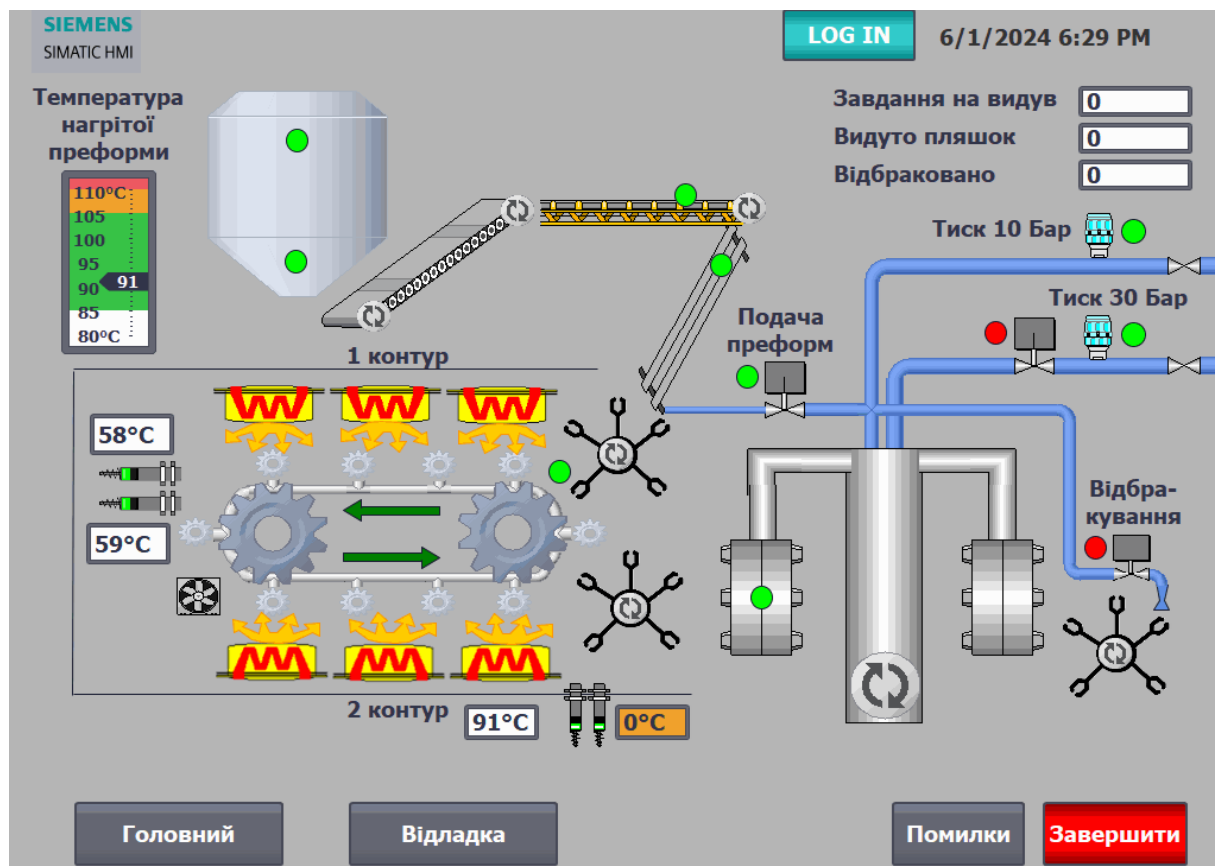 SIEMENS
SIMATIC HMI
LOG IN
6/1/2024 6:29 PM
Температура
нагрітої
преформи
110°C
105
100
95
90
91
85
80°C
Завдання на видув
0
Видуто пляшок
0
Відбраковано
0
Тиск 10 Бар
Тиск 30 Бар
Подача
преформ
1 контур
58°C
59°C
Відбра-
кування
2 контур
91°C
0°C
Головний
Відладка
Помилки
Завершити